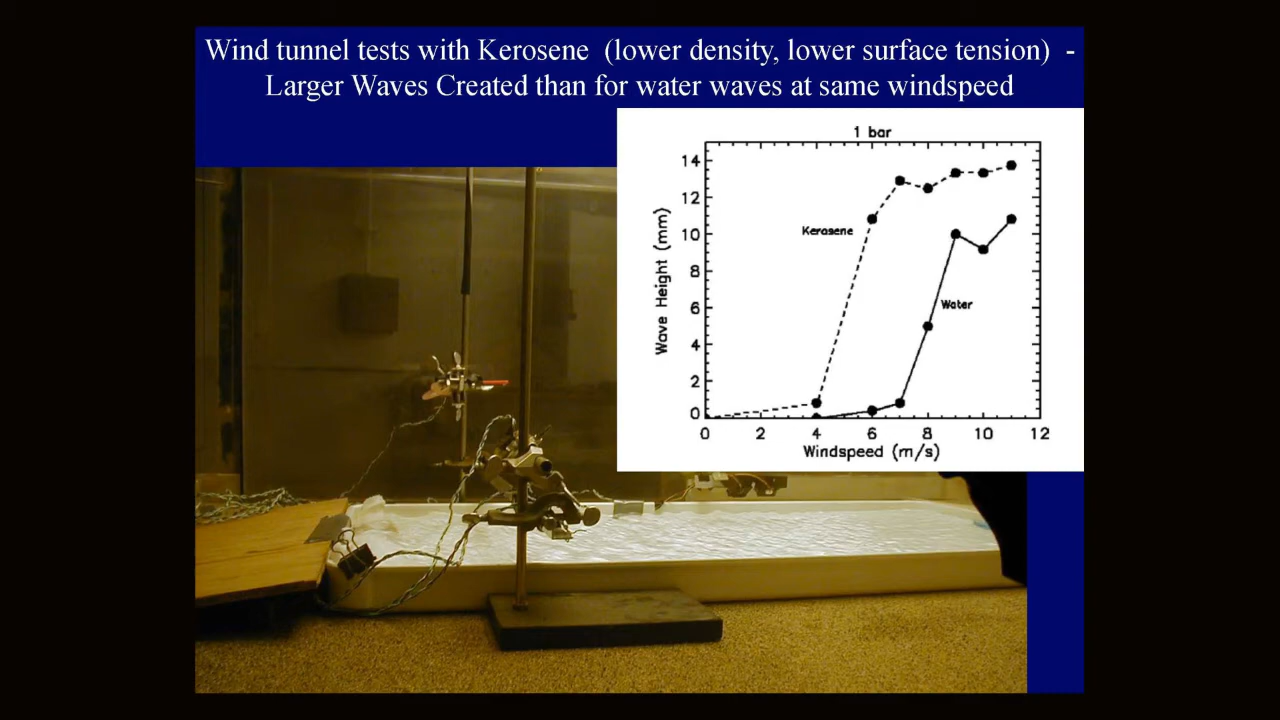 Wind tunnel tests with Kerosene (lower density, lower surface tension) -
Larger Waves Created than for water waves at same windspeed
1 bar
14
12
10
8
6
4
2
0
Wave Height (mm)
Kerosene
Water
0 2 4 6 8 10 12
Windspeed (m/s)